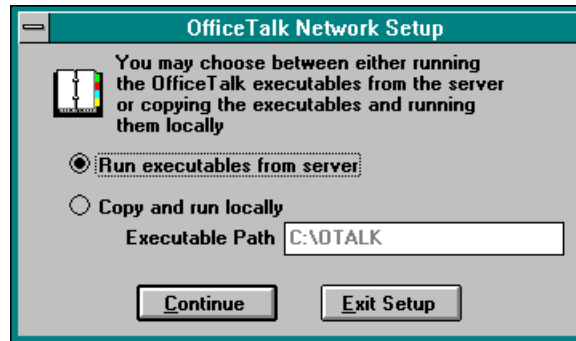 OfficeTalk Network Setup
You may choose between either running
the OfficeTalk executables from the server
or copying the executables and running
them locally
Run executables from server
Copy and run locally
Executable Path C:\OTALK
Continue Exit Setup